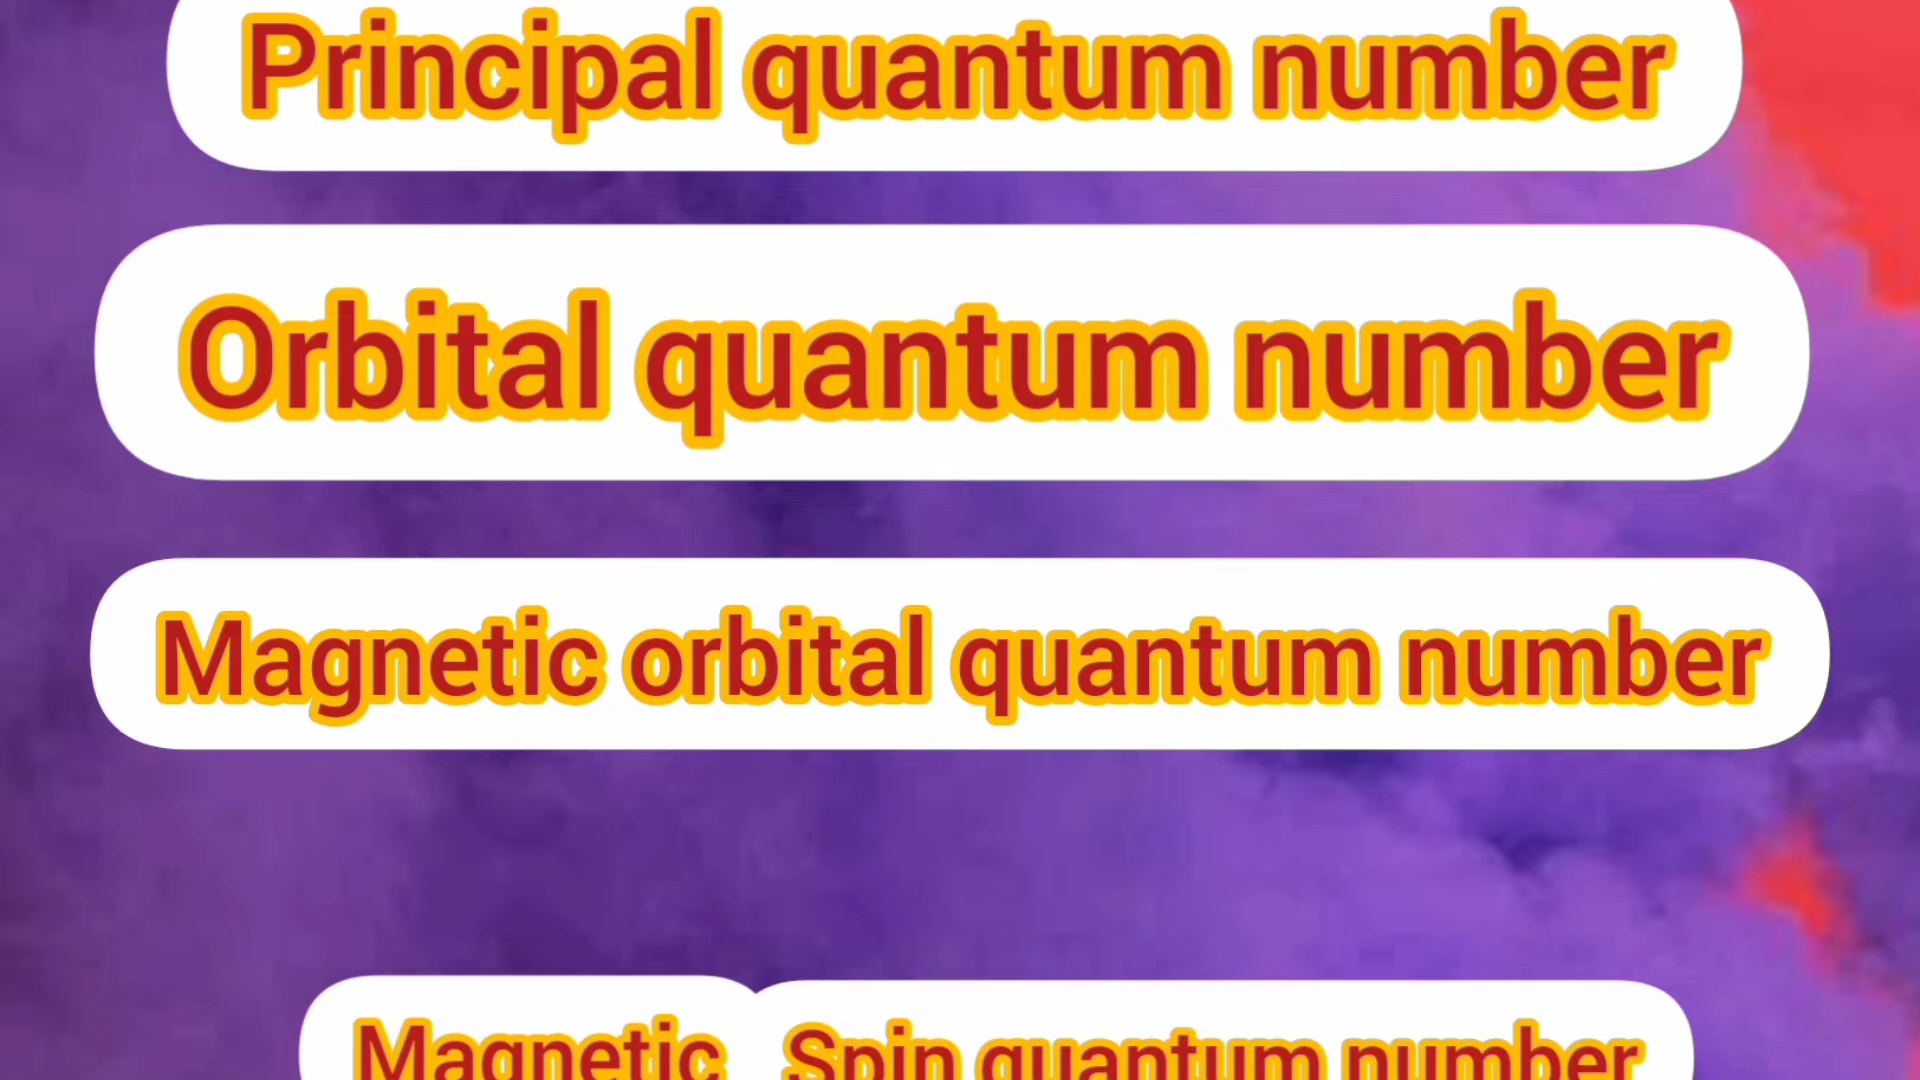 Principal quantum number
Orbital quantum number
Magnetic orbital quantum number
Magnetic Spin quantum number